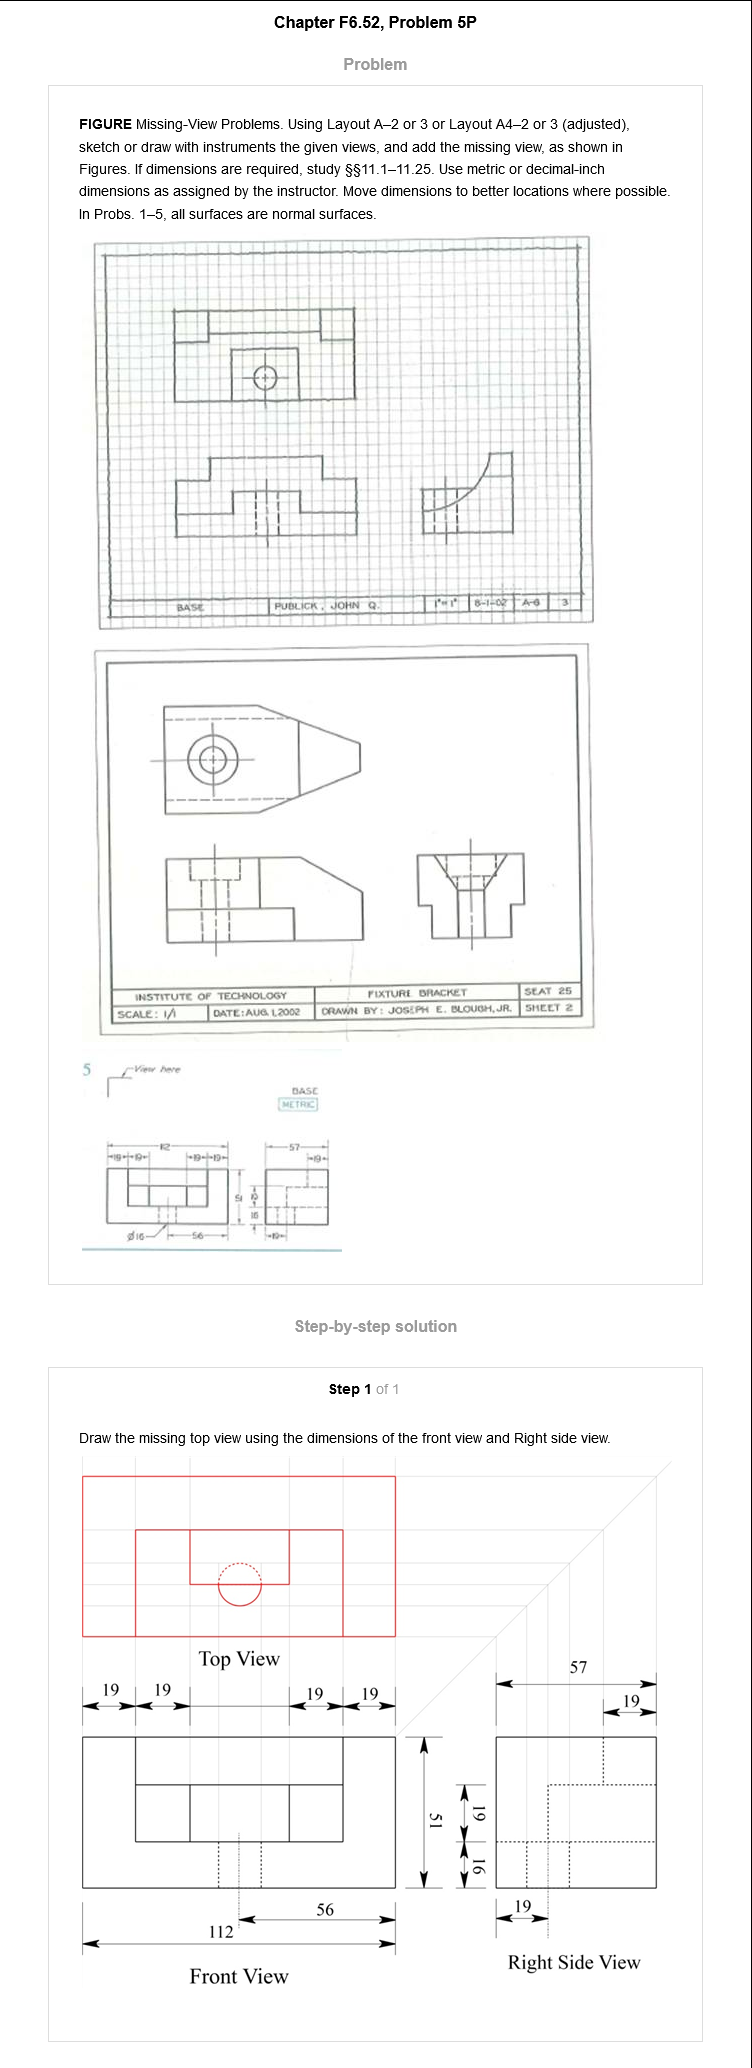 Chapter F6.52, Problem 5P
Problem
FIGURE Missing-View Problems. Using Layout A–2 or 3 or Layout A4–2 or 3 (adjusted),
sketch or draw with instruments the given views, and add the missing view, as shown in
Figures. If dimensions are required, study §§11.1–11.25. Use metric or decimal-inch
dimensions as assigned by the instructor. Move dimensions to better locations where possible.
In Probs. 1–5, all surfaces are normal surfaces.
BASE
PUBLICK, JOHN Q.
1"=1"
8-1-02
A-6
3
INSTITUTE OF TECHNOLOGY
FIXTURE BRACKET
SEAT 25
SCALE: 1/1
DATE: AUG. 1, 2002
DRAWN BY: JOSEPH E. BLOUGH, JR.
SHEET 2
5
View here
BASE
METRIC
112
57
19
19
19
19
19
51
19
16
Ø16
56
19
Step-by-step solution
Step 1 of 1
Draw the missing top view using the dimensions of the front view and Right side view.
Top View
57
19
19
19
19
19
51
19
16
56
19
112
Right Side View
Front View